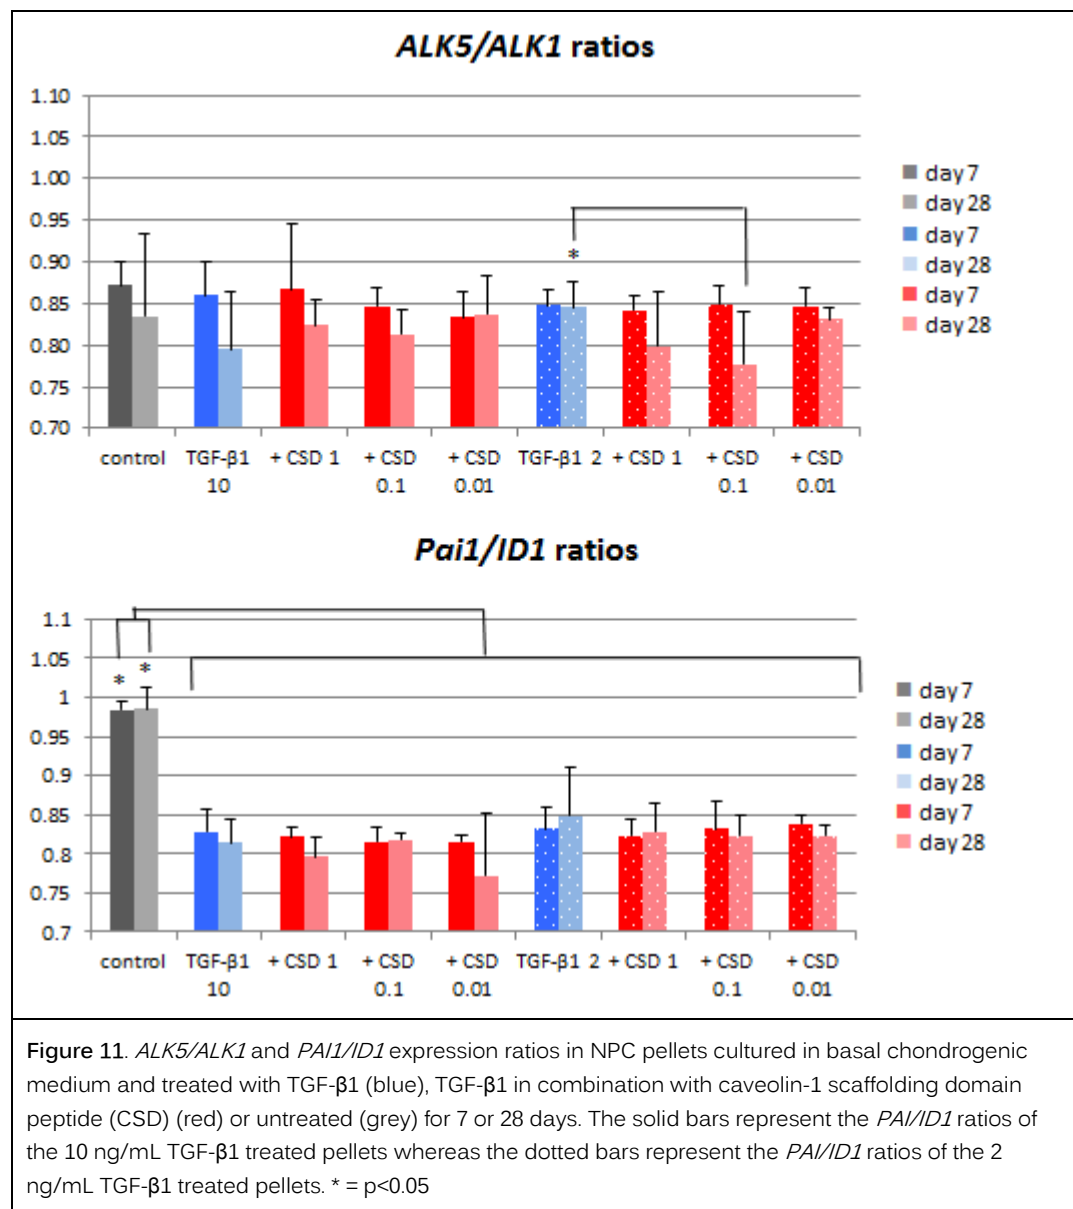 ALK5/ALK1 ratios
1.10
1.05
1.00
0.95
0.90
0.85
0.80
0.75
0.70
*
control
TGF-β1 10
+ CSD 1
+ CSD 0.1
+ CSD 0.01
TGF-β1 2
+ CSD 1
+ CSD 0.1
+ CSD 0.01
day 7
day 28
day 7
day 28
day 7
day 28
Pai1/ID1 ratios
1.1
1.05
1
0.95
0.9
0.85
0.8
0.75
0.7
*
*
control
TGF-β1 10
+ CSD 1
+ CSD 0.1
+ CSD 0.01
TGF-β1 2
+ CSD 1
+ CSD 0.1
+ CSD 0.01
day 7
day 28
day 7
day 28
day 7
day 28
Figure 11. ALK5/ALK1 and PAI1/ID1 expression ratios in NPC pellets cultured in basal chondrogenic
medium and treated with TGF-β1 (blue), TGF-β1 in combination with caveolin-1 scaffolding domain
peptide (CSD) (red) or untreated (grey) for 7 or 28 days. The solid bars represent the PAI/ID1 ratios of
the 10 ng/mL TGF-β1 treated pellets whereas the dotted bars represent the PAI/ID1 ratios of the 2
ng/mL TGF-β1 treated pellets. * = p<0.05